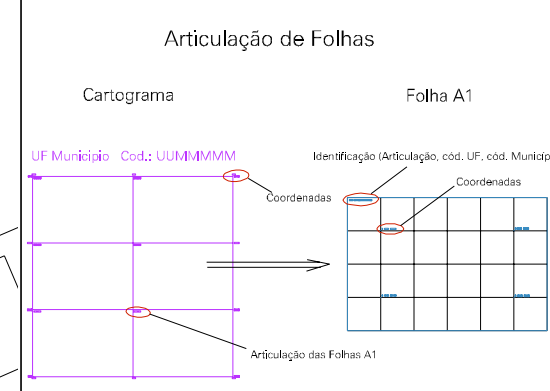 Articulação de Folhas
Cartograma
Folha A1
UF Municipio Cod.: UUMMMMM
Identificação (Articulação, cód. UF, cód. Municíp
Coordenadas
Coordenadas
Articulação das Folhas A1